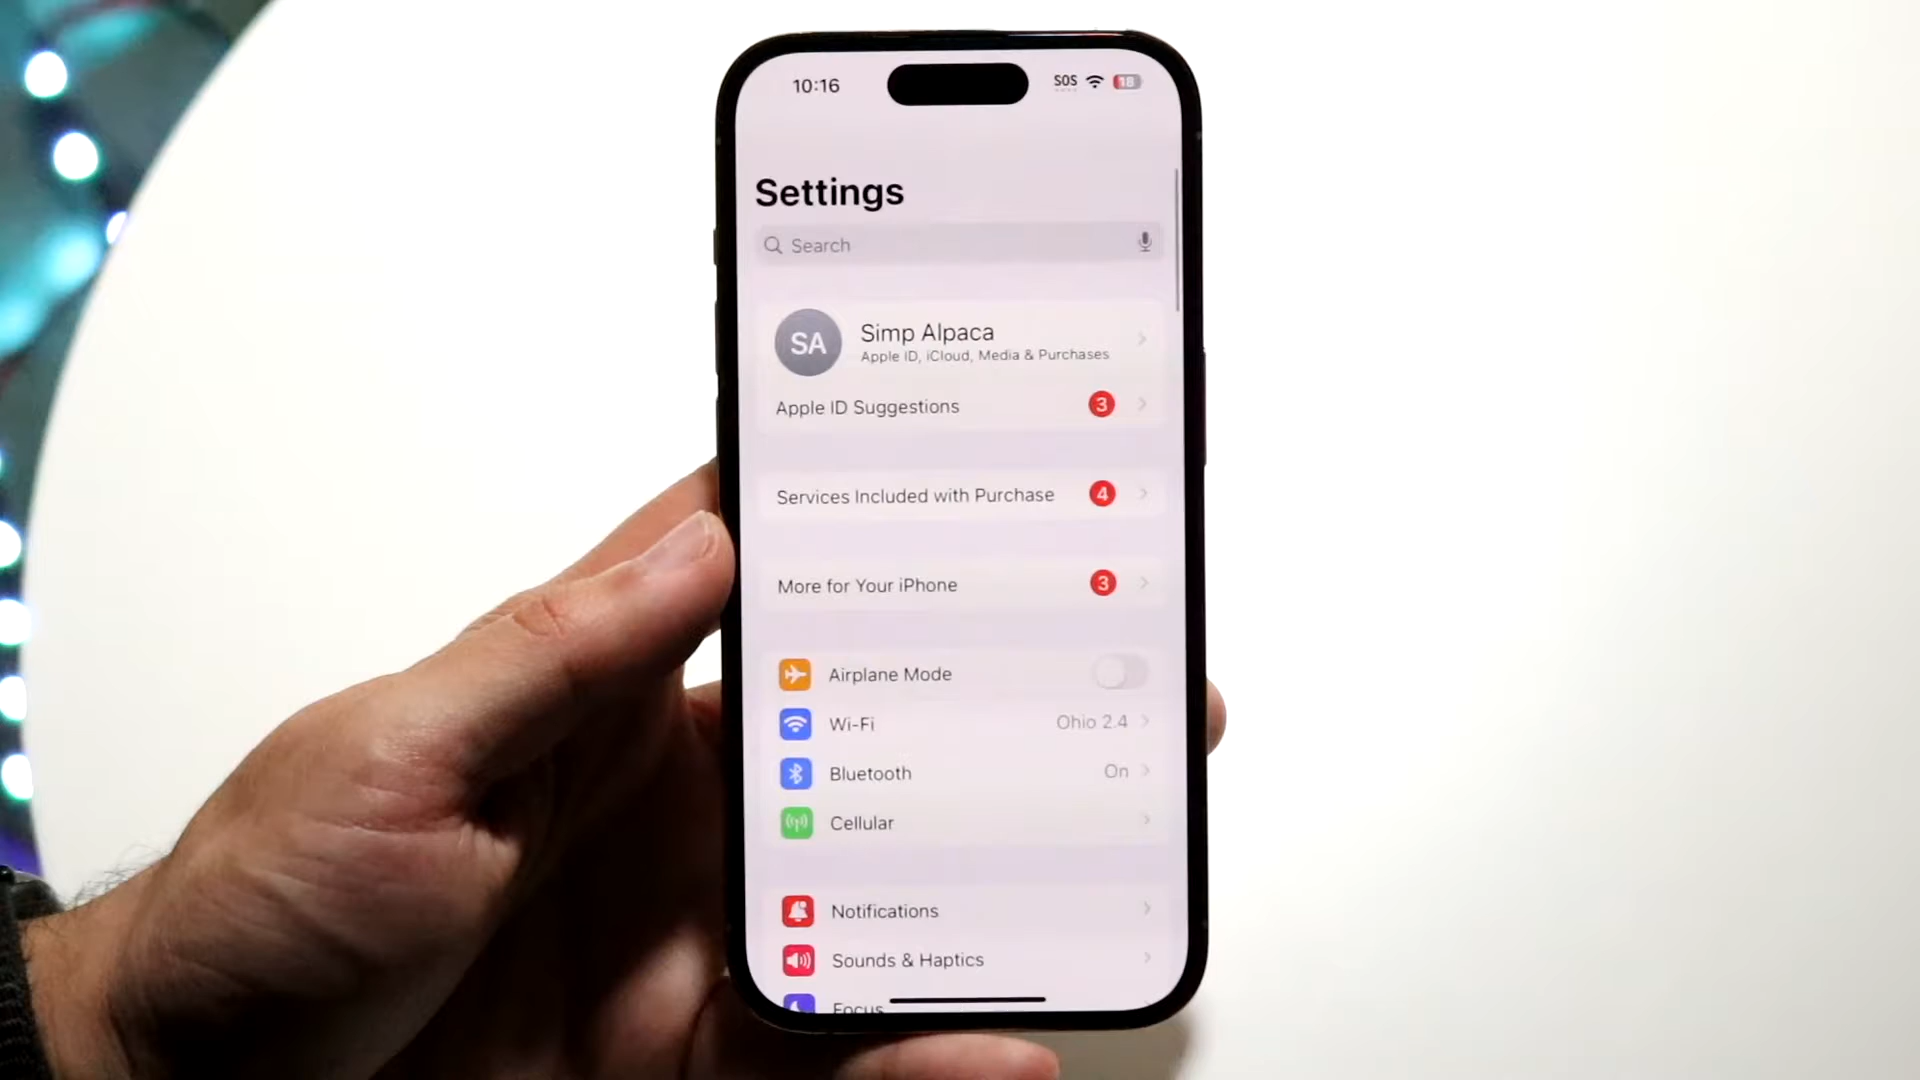 10:16 SOS 18
Settings
Search
SA
Simp Alpaca
Apple ID, iCloud, Media & Purchases
Apple ID Suggestions 3
Services Included with Purchase 4
More for Your iPhone 3
Airplane Mode
Wi-Fi Ohio 2.4
Bluetooth On
Cellular
Notifications
Sounds & Haptics
Focus